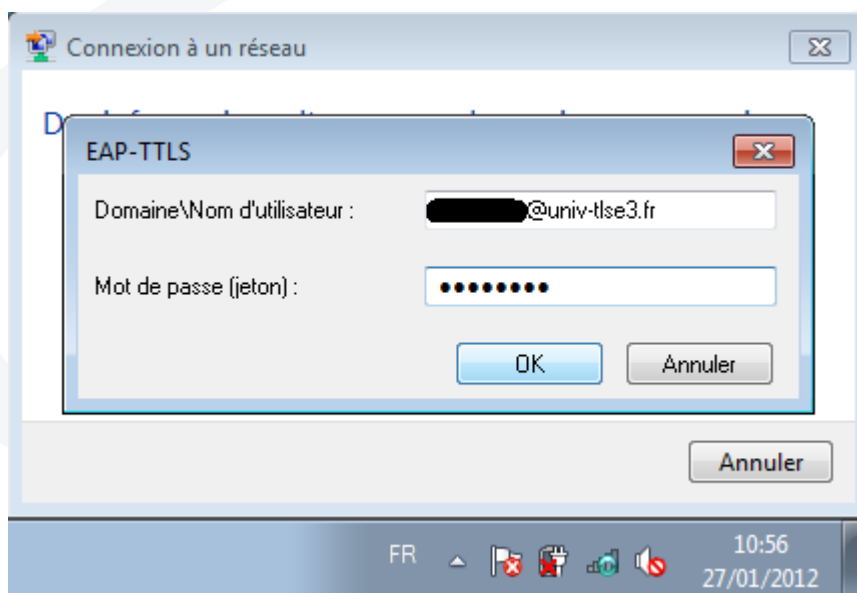 Connexion à un réseau
EAP-TTLS
Domaine\Nom d'utilisateur :
@univ-tlse3.fr
Mot de passe (jeton) :
●●●●●●●●
OK
Annuler
Annuler
FR
10:56
27/01/2012